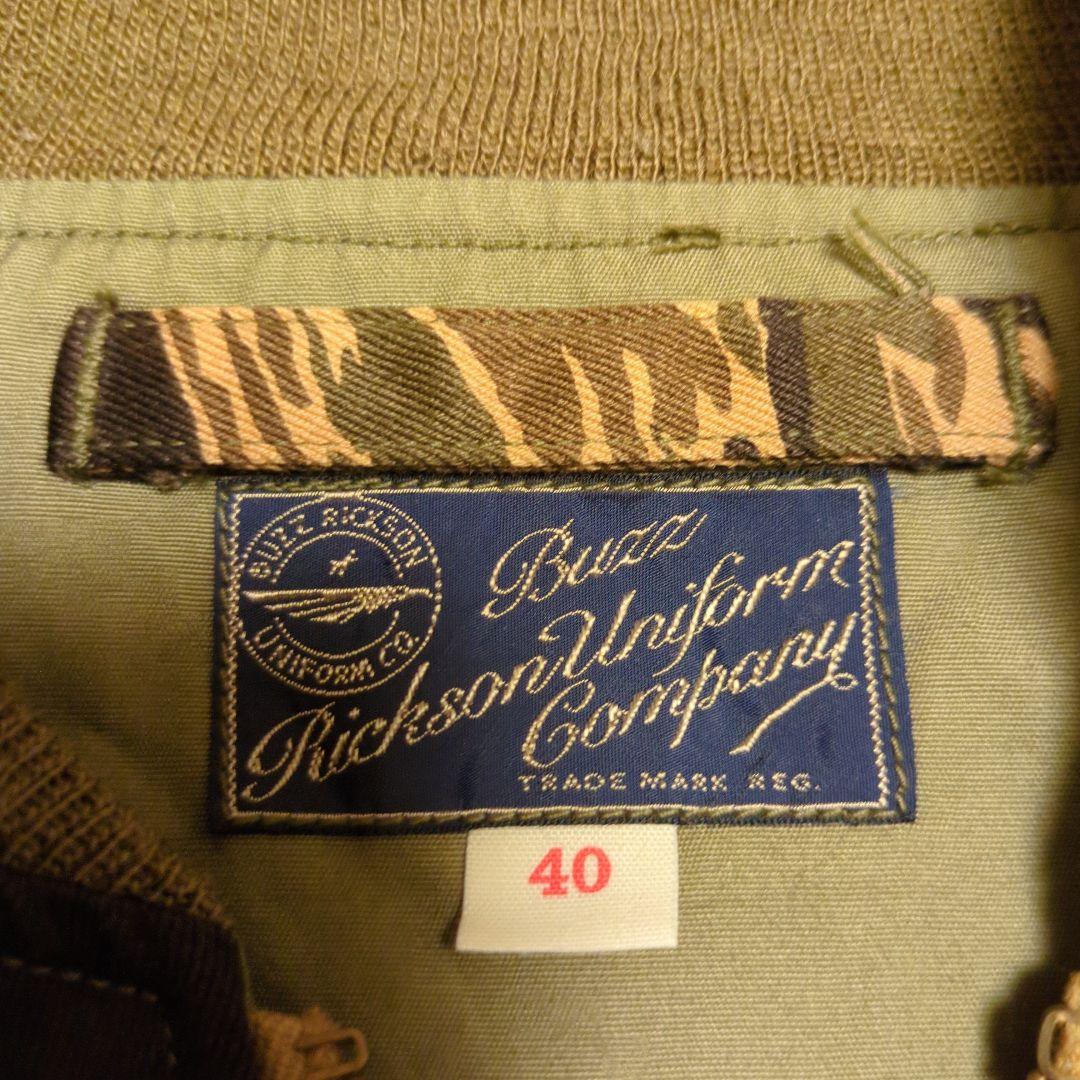 BUZZ RICKSON
UNIFORM CO.
Buzz
Rickson Uniform
Company
TRADE MARK REG.
40